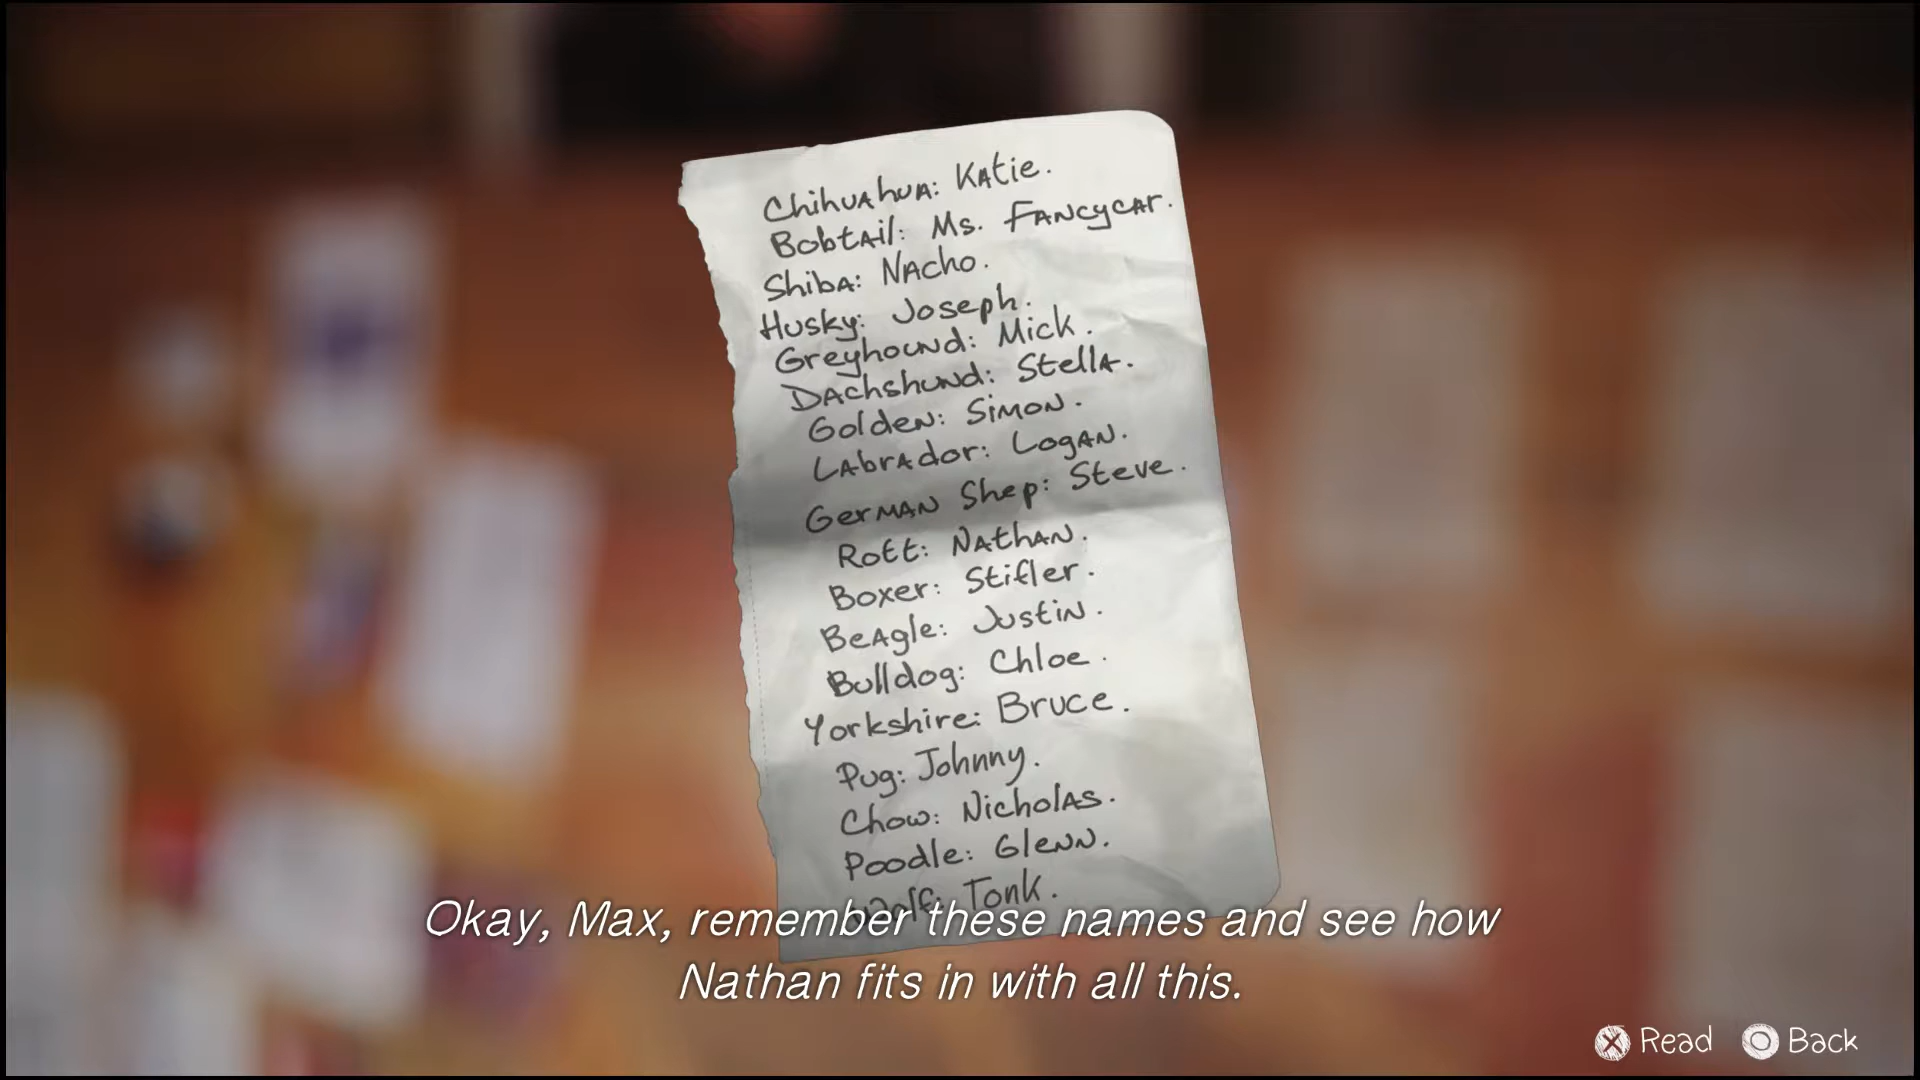 Chihuahua: Katie.
Bobtail: Ms. Fancycar.
Shiba: Nacho.
Husky: Joseph.
Greyhound: Mick.
Dachshund: Stella.
Golden: Simon.
Labrador: Logan.
German Shep: Steve.
Rott: Nathan.
Boxer: Stifler.
Beagle: Justin.
Bulldog: Chloe.
Yorkshire: Bruce.
Pug: Johnny.
Chow: Nicholas.
Poodle: Glenn.
Wolf: Tonk.
Okay, Max, remember these names and see how
Nathan fits in with all this.
Read Back